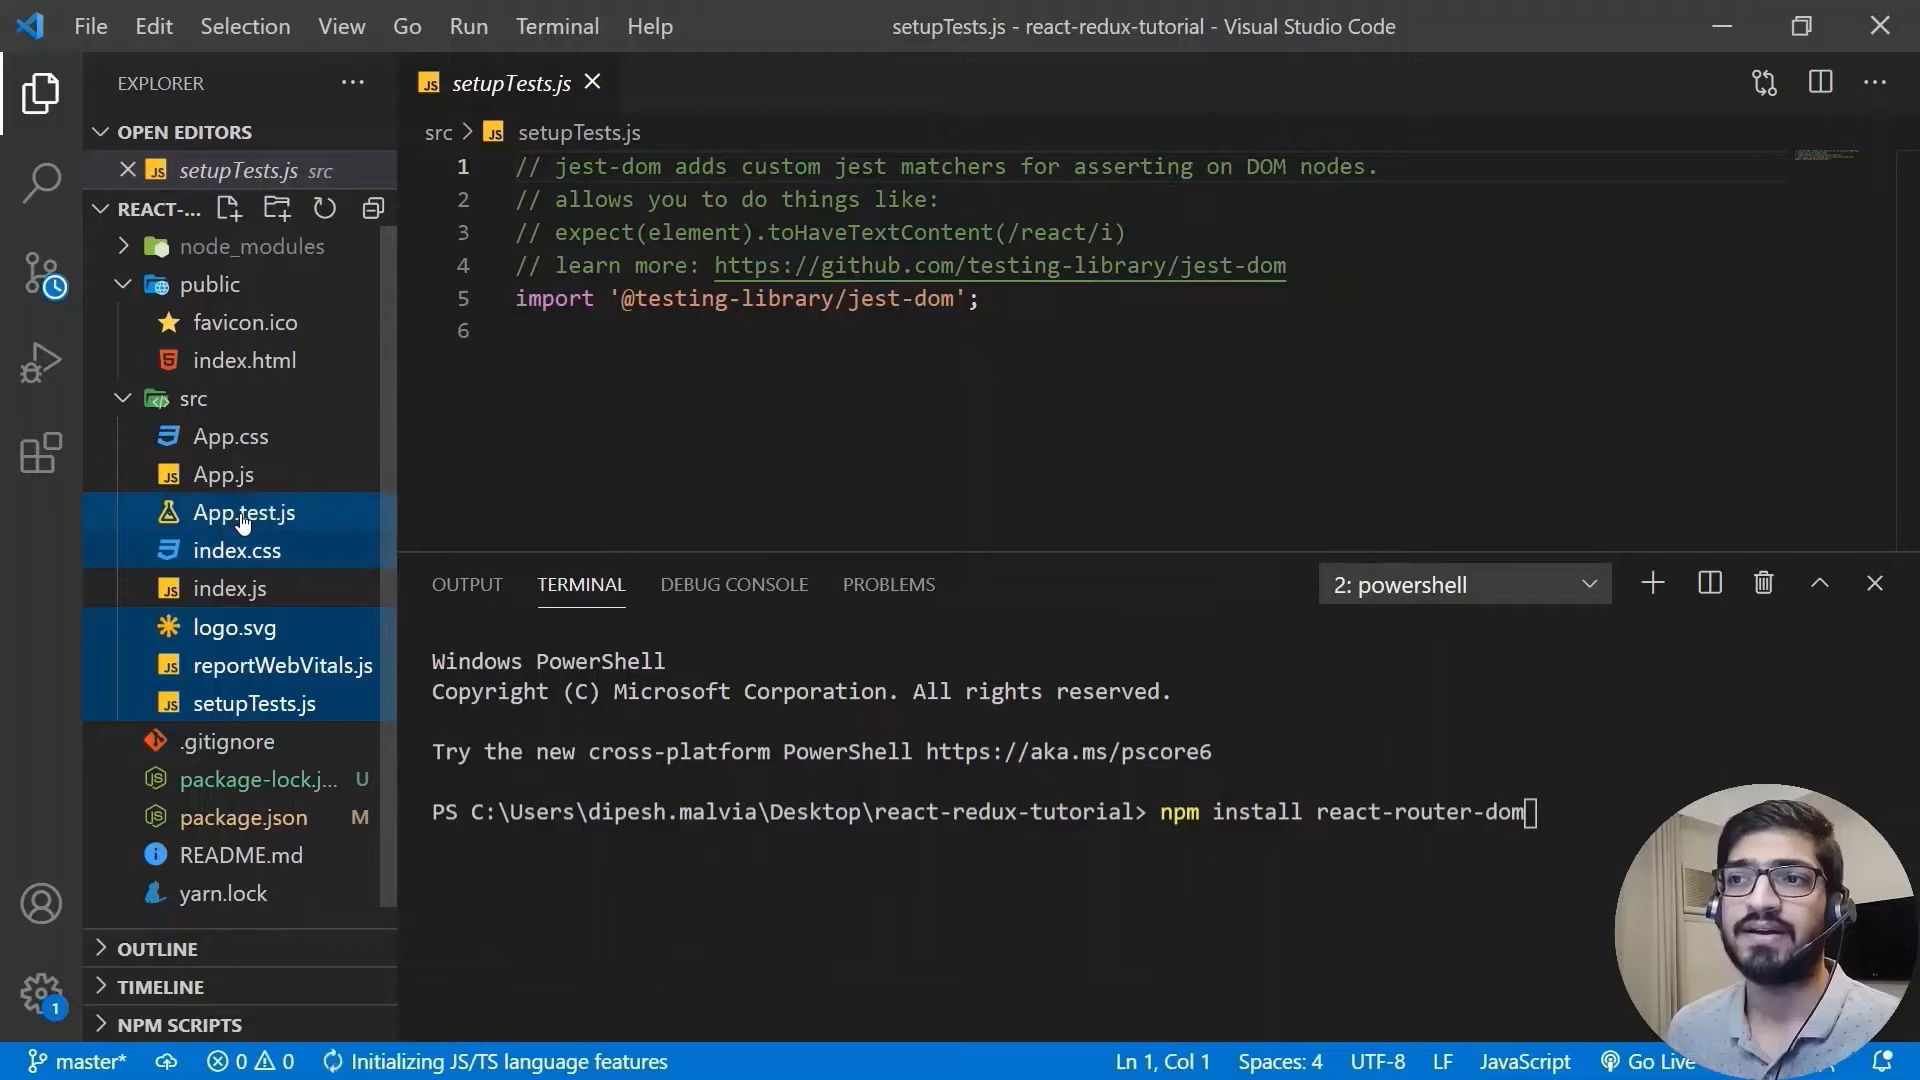 File Edit Selection View Go Run Terminal Help
setupTests.js - react-redux-tutorial - Visual Studio Code
EXPLORER
OPEN EDITORS
setupTests.js src
REACT-...
node_modules
public
favicon.ico
index.html
src
App.css
App.js
App.test.js
index.css
index.js
logo.svg
reportWebVitals.js
setupTests.js
.gitignore
package-lock.j... U
package.json M
README.md
yarn.lock
OUTLINE
TIMELINE
NPM SCRIPTS
1
JS setupTests.js
src > JS setupTests.js
1 // jest-dom adds custom jest matchers for asserting on DOM nodes.
2 // allows you to do things like:
3 // expect(element).toHaveTextContent(/react/i)
4 // learn more: https://github.com/testing-library/jest-dom
5 import '@testing-library/jest-dom';
6
OUTPUT TERMINAL DEBUG CONSOLE PROBLEMS 2: powershell
Windows PowerShell
Copyright (C) Microsoft Corporation. All rights reserved.
Try the new cross-platform PowerShell https://aka.ms/pscore6
PS C:\Users\dipesh.malvia\Desktop\react-redux-tutorial> npm install react-router-dom
master* 0 0 Initializing JS/TS language features Ln 1, Col 1 Spaces: 4 UTF-8 LF JavaScript Go Live